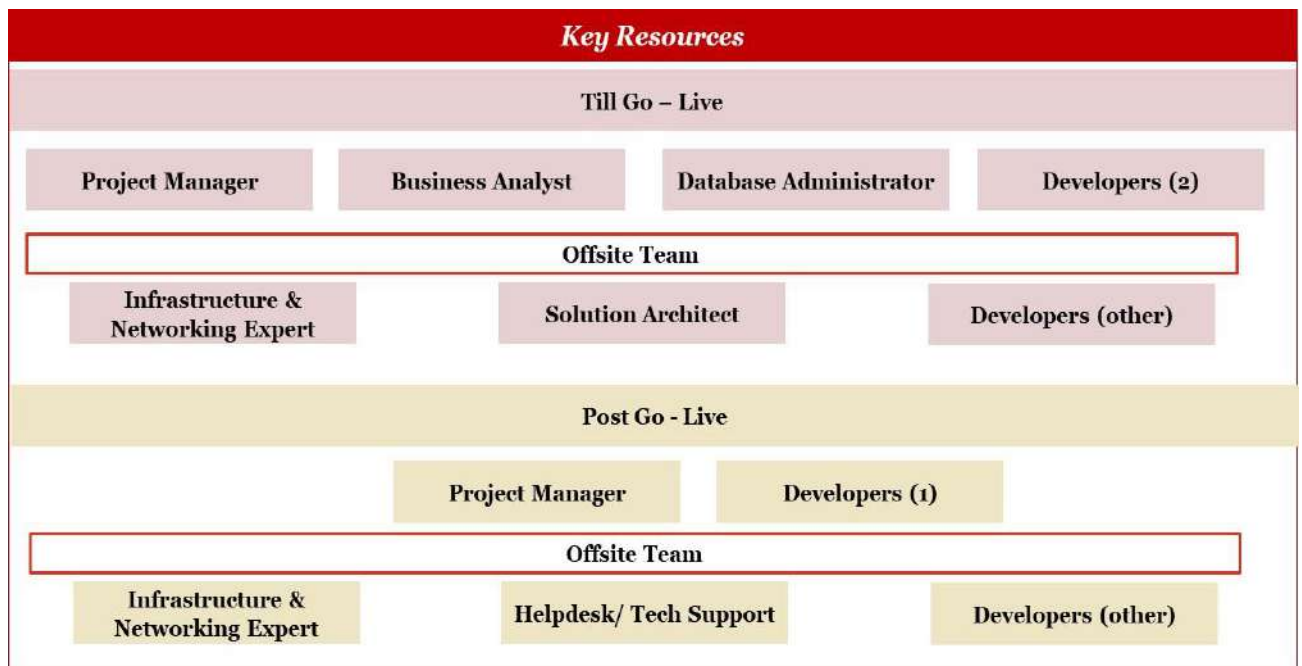 Key Resources
Till Go – Live
Project Manager
Business Analyst
Database Administrator
Developers (2)
Offsite Team
Infrastructure &
Networking Expert
Solution Architect
Developers (other)
Post Go - Live
Project Manager
Developers (1)
Offsite Team
Infrastructure &
Networking Expert
Helpdesk/ Tech Support
Developers (other)